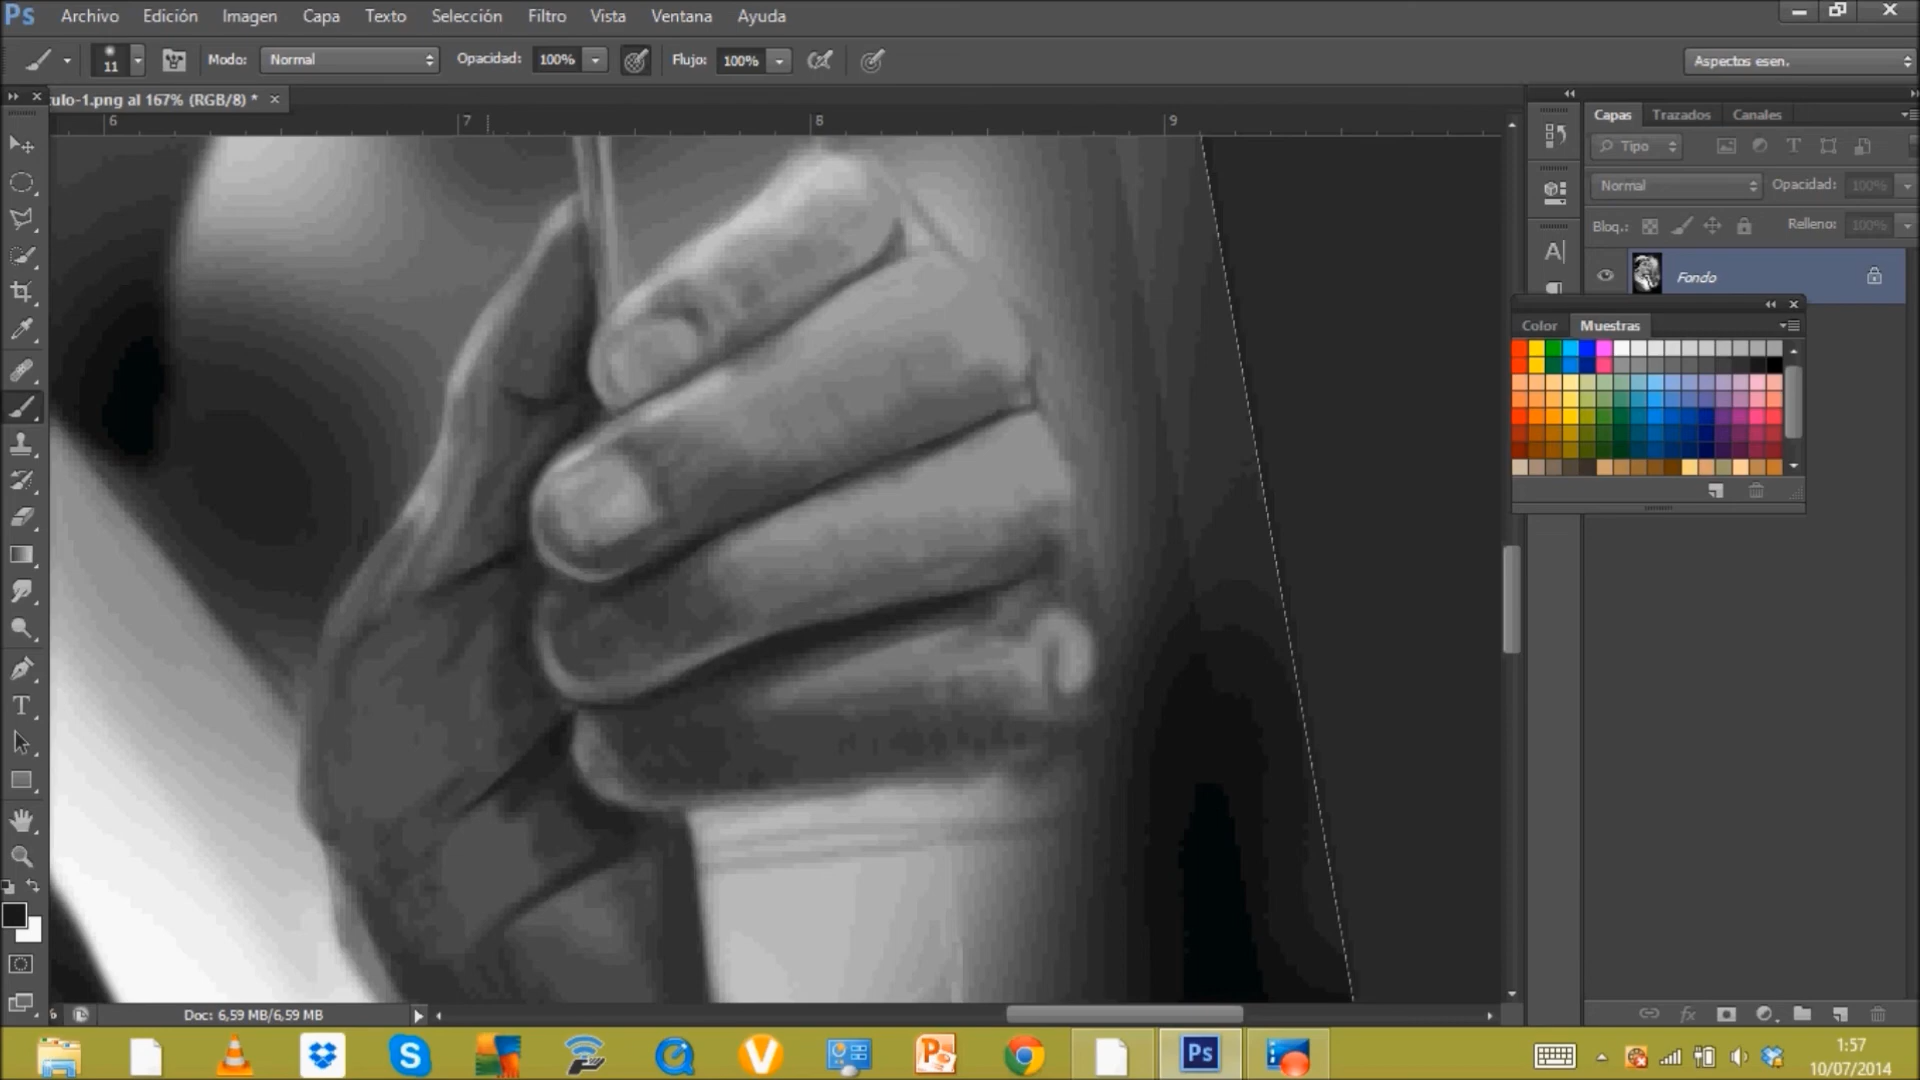 Ps Archivo Edición Imagen Capa Texto Selección Filtro Vista Ventana Ayuda
11 Modo: Normal Opacidad: 100% Flujo: 100% Aspectos esen.
ulo-1.png al 167% (RGB/8) *
6 7 8 9
Capas Trazados Canales
Tipo
Normal Opacidad: 100%
Bloq.: Relleno: 100%
Fondo
Color Muestras
Doc: 6,59 MB/6,59 MB
1:57
10/07/2014